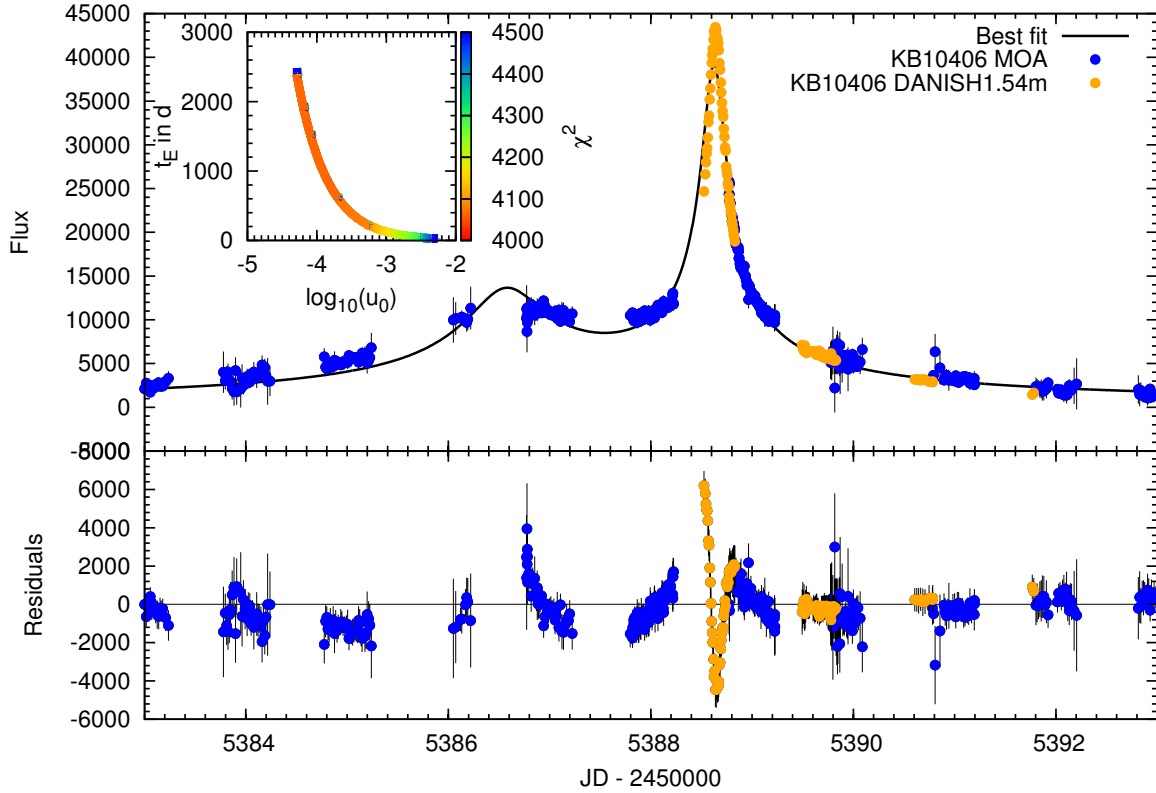 45000
40000
35000
30000
25000
20000
15000
10000
5000
0
-5000
Flux
Best fit
KB10406 MOA
KB10406 DANISH1.54m
3000
2000
1000
0
t_E in d
-5 -4 -3 -2
log10(u0)
4500
4400
4300
4200
4100
4000
χ2
8000
6000
4000
2000
0
-2000
-4000
-6000
Residuals
5384 5386 5388 5390 5392
JD - 2450000